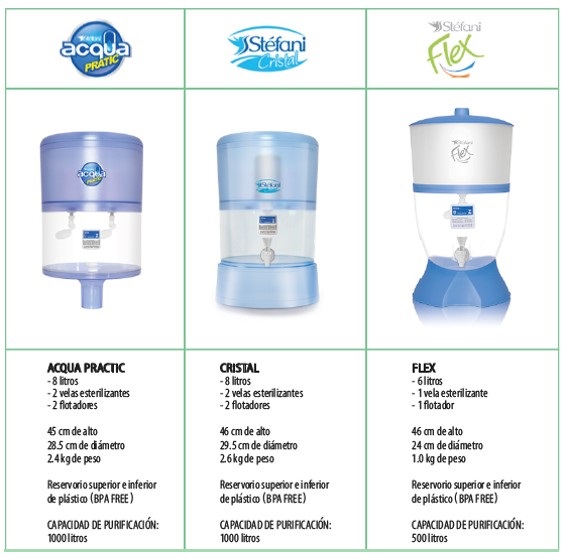 Stéfani
acqua
PRATIC
Stéfani
Cristal
Stéfani
Flex
acqua
PRATIC
Stéfani
Cristal
Stéfani
Flex
ACQUA PRACTIC
- 8 litros
- 2 velas esterilizantes
- 2 flotadores
45 cm de alto
28.5 cm de diámetro
2.4 kg de peso
Reservorio superior e inferior
de plástico (BPA FREE)
CAPACIDAD DE PURIFICACIÓN:
1000 litros
CRISTAL
- 8 litros
- 2 velas esterilizantes
- 2 flotadores
46 cm de alto
29.5 cm de diámetro
2.6 kg de peso
Reservorio superior e inferior
de plástico (BPA FREE)
CAPACIDAD DE PURIFICACIÓN:
1000 litros
FLEX
- 6 litros
- 1 vela esterilizante
- 1 flotador
46 cm de alto
24 cm de diámetro
1.0 kg de peso
Reservorio superior e inferior
de plástico (BPA FREE)
CAPACIDAD DE PURIFICACIÓN:
500 litros